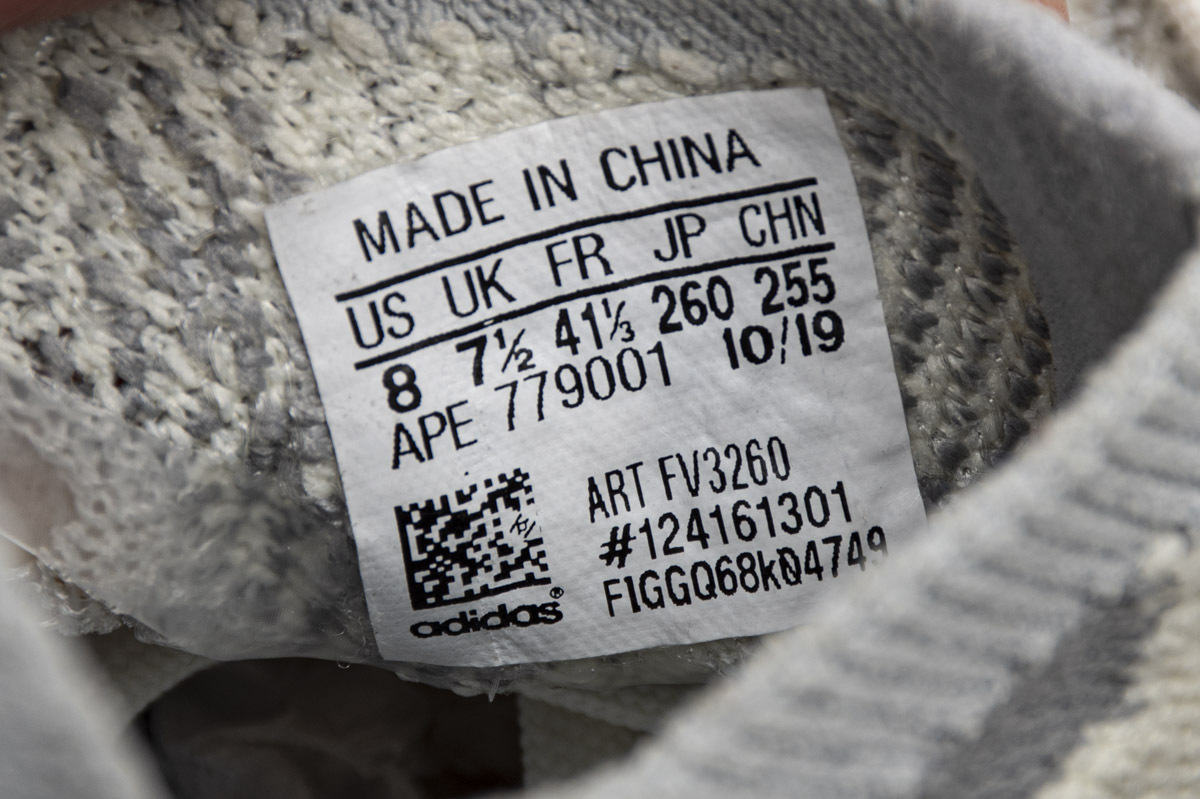 MADE IN CHINA
US UK FR JP CHN
8 7½ 41⅓ 260 255
APE 779001 10/19
ART FV3260
#124161301
adidas®